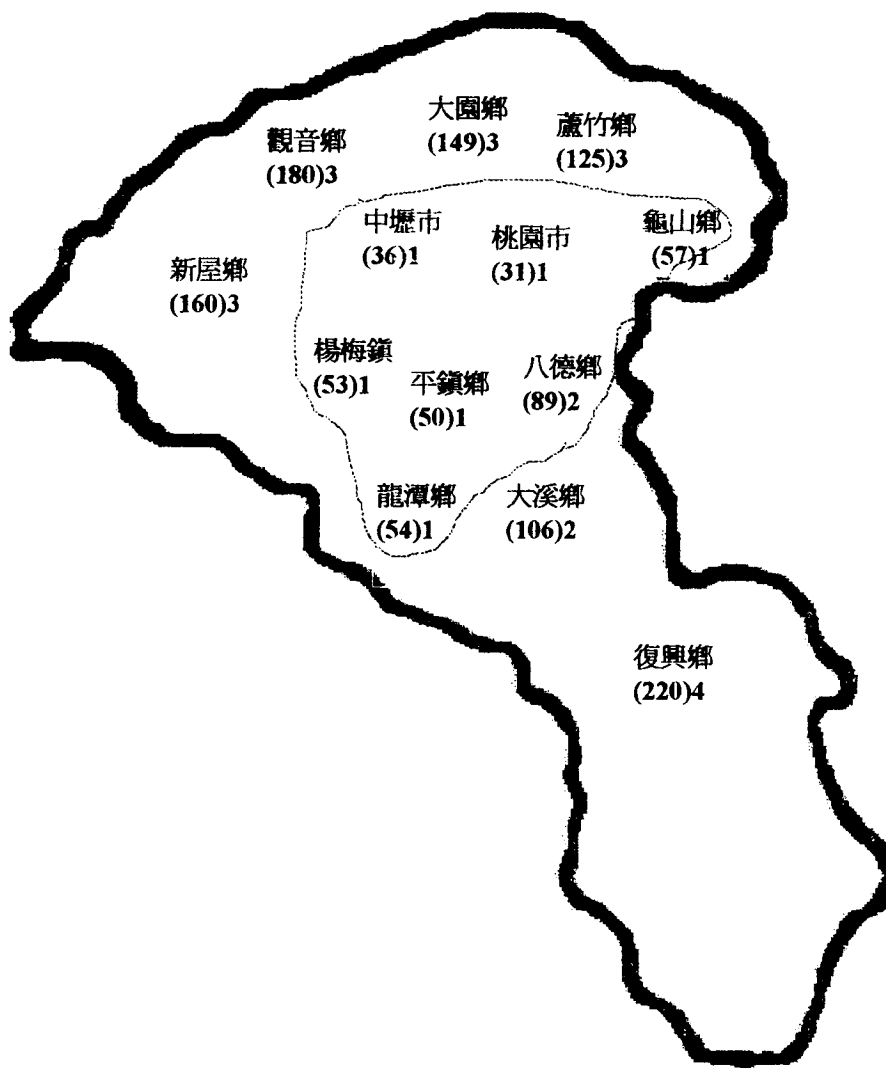 大園鄉
(149)3
蘆竹鄉
(125)3
觀音鄉
(180)3
中壢市
(36)1
桃園市
(31)1
龜山鄉
(57)1
新屋鄉
(160)3
楊梅鎮
(53)1
平鎮鄉
(50)1
八德鄉
(89)2
龍潭鄉
(54)1
大溪鄉
(106)2
復興鄉
(220)4